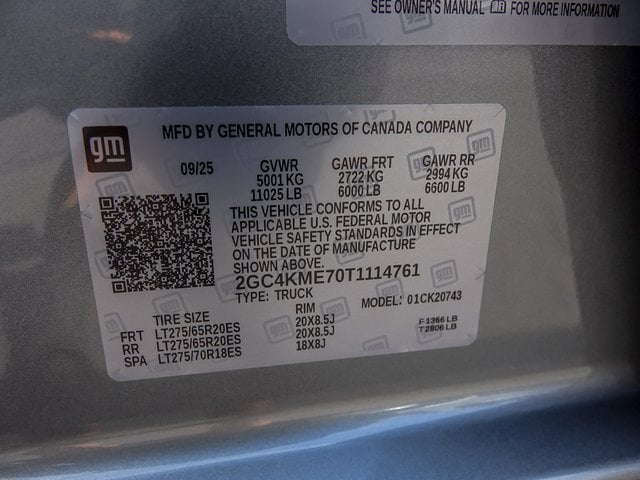 SEE OWNER'S MANUAL FOR MORE INFORMATION
gm
MFD BY GENERAL MOTORS OF CANADA COMPANY
09/25 GVWR GAWR FRT GAWR RR
5001 KG 2722 KG 2994 KG
11025 LB 6000 LB 6600 LB
THIS VEHICLE CONFORMS TO ALL
APPLICABLE U.S. FEDERAL MOTOR
VEHICLE SAFETY STANDARDS IN EFFECT
ON THE DATE OF MANUFACTURE
SHOWN ABOVE.
2GC4KME70T1114761
TYPE: TRUCK MODEL: 01CK20743
TIRE SIZE RIM
FRT LT275/65R20ES 20X8.5J F 1366 LB
RR LT275/65R20ES 20X8.5J T 2806 LB
SPA LT275/70R18ES 18X8J